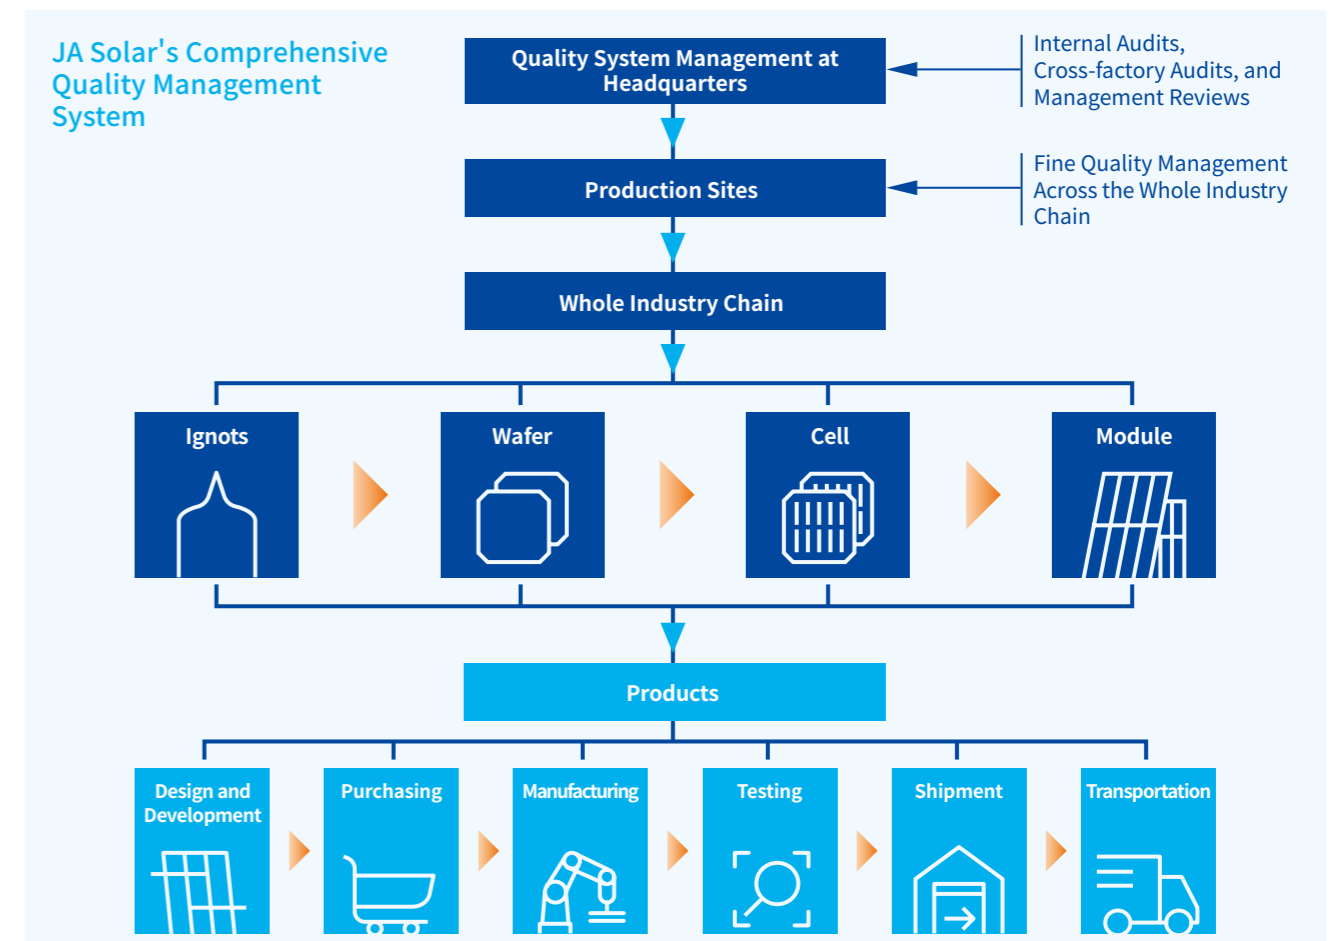 JA Solar's Comprehensive
Quality Management
System
Quality System Management at
Headquarters
Internal Audits,
Cross-factory Audits, and
Management Reviews
Production Sites
Fine Quality Management
Across the Whole Industry
Chain
Whole Industry Chain
Ignots
Wafer
Cell
Module
Products
Design and
Development
Purchasing
Manufacturing
Testing
Shipment
Transportation